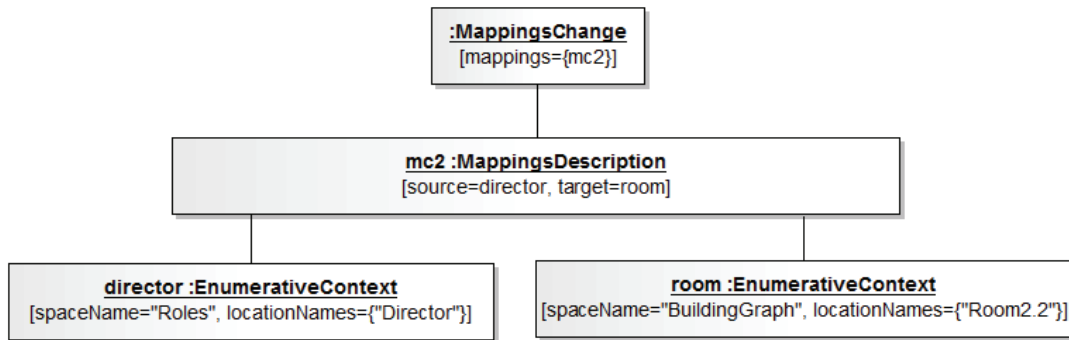 :MappingsChange
[mappings={mc2}]
mc2 :MappingsDescription
[source=director, target=room]
director :EnumerativeContext
[spaceName="Roles", locationNames={"Director"}]
room :EnumerativeContext
[spaceName="BuildingGraph", locationNames={"Room2.2"}]